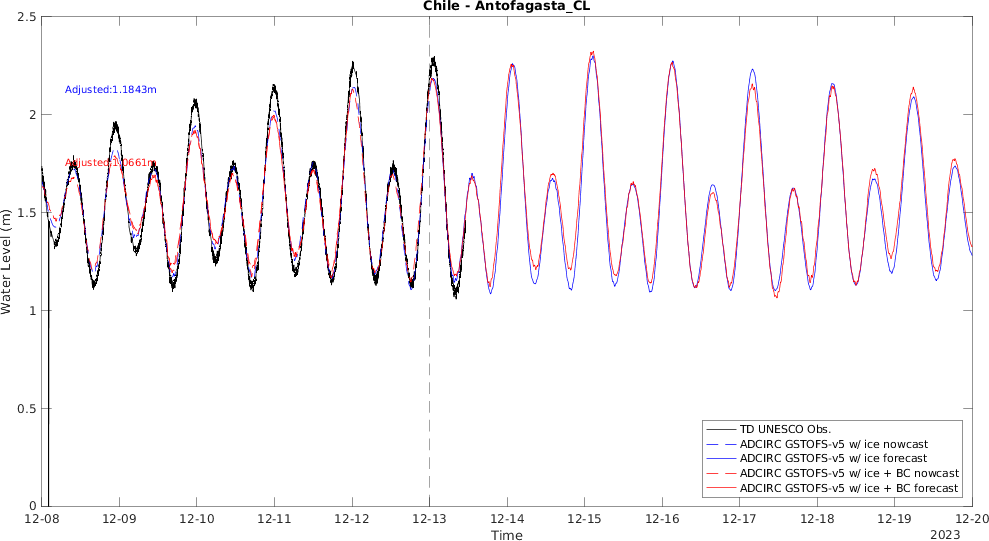 Chile - Antofagasta_CL
Water Level (m)
2.5
2
1.5
1
0.5
0
Adjusted:1.1843m
Adjusted:1.0661m
TD UNESCO Obs.
ADCIRC GSTOFS-v5 w/ ice nowcast
ADCIRC GSTOFS-v5 w/ ice forecast
ADCIRC GSTOFS-v5 w/ ice + BC nowcast
ADCIRC GSTOFS-v5 w/ ice + BC forecast
12-08 12-09 12-10 12-11 12-12 12-13 12-14 12-15 12-16 12-17 12-18 12-19 12-20
Time
2023